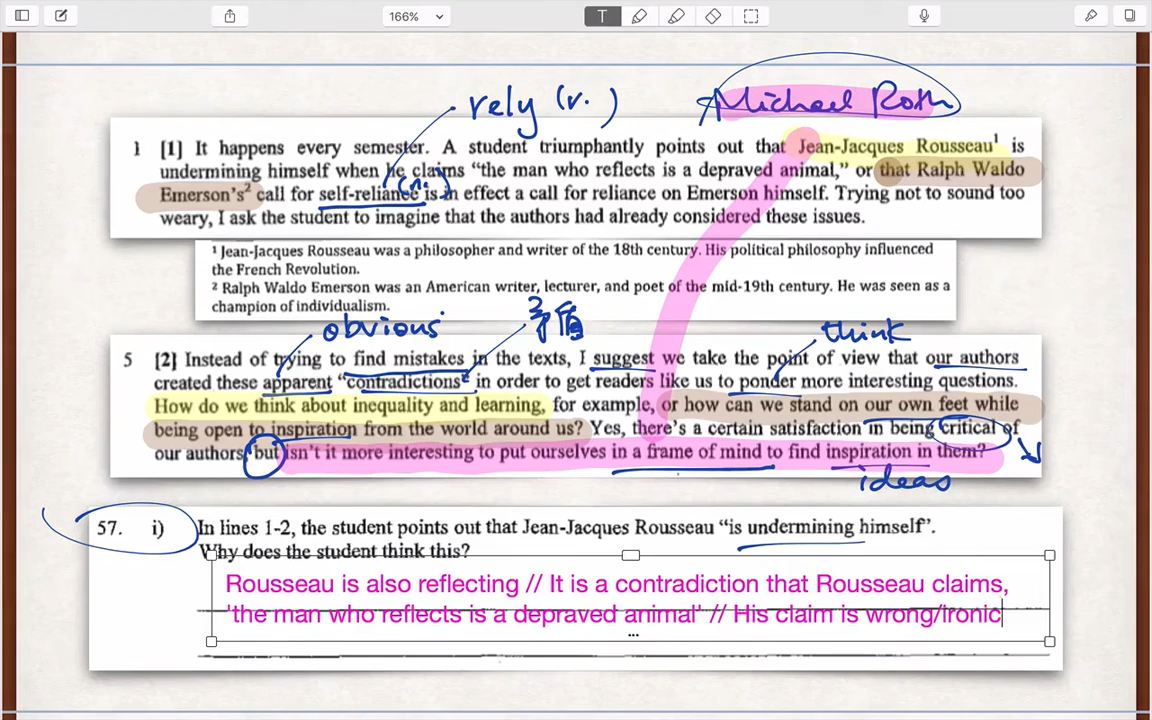 166%
T
rely (v. )
Michael Roth
1 [1] It happens every semester. A student triumphantly points out that Jean-Jacques Rousseau¹ is
undermining himself when he claims “the man who reflects is a depraved animal,” or that Ralph Waldo
(n.)
Emerson’s² call for self-reliance is in effect a call for reliance on Emerson himself. Trying not to sound too
weary, I ask the student to imagine that the authors had already considered these issues.
¹ Jean-Jacques Rousseau was a philosopher and writer of the 18th century. His political philosophy influenced
the French Revolution.
² Ralph Waldo Emerson was an American writer, lecturer, and poet of the mid-19th century. He was seen as a
champion of individualism.
obvious
矛盾
think
5 [2] Instead of trying to find mistakes in the texts, I suggest we take the point of view that our authors
created these apparent “contradictions” in order to get readers like us to ponder more interesting questions.
How do we think about inequality and learning, for example, or how can we stand on our own feet while
being open to inspiration from the world around us? Yes, there’s a certain satisfaction in being critical of
our authors, but isn’t it more interesting to put ourselves in a frame of mind to find inspiration in them?
ideas
57. i) In lines 1-2, the student points out that Jean-Jacques Rousseau “is undermining himself”.
Why does the student think this?
Rousseau is also reflecting // It is a contradiction that Rousseau claims,
'the man who reflects is a depraved animal' // His claim is wrong/Ironic